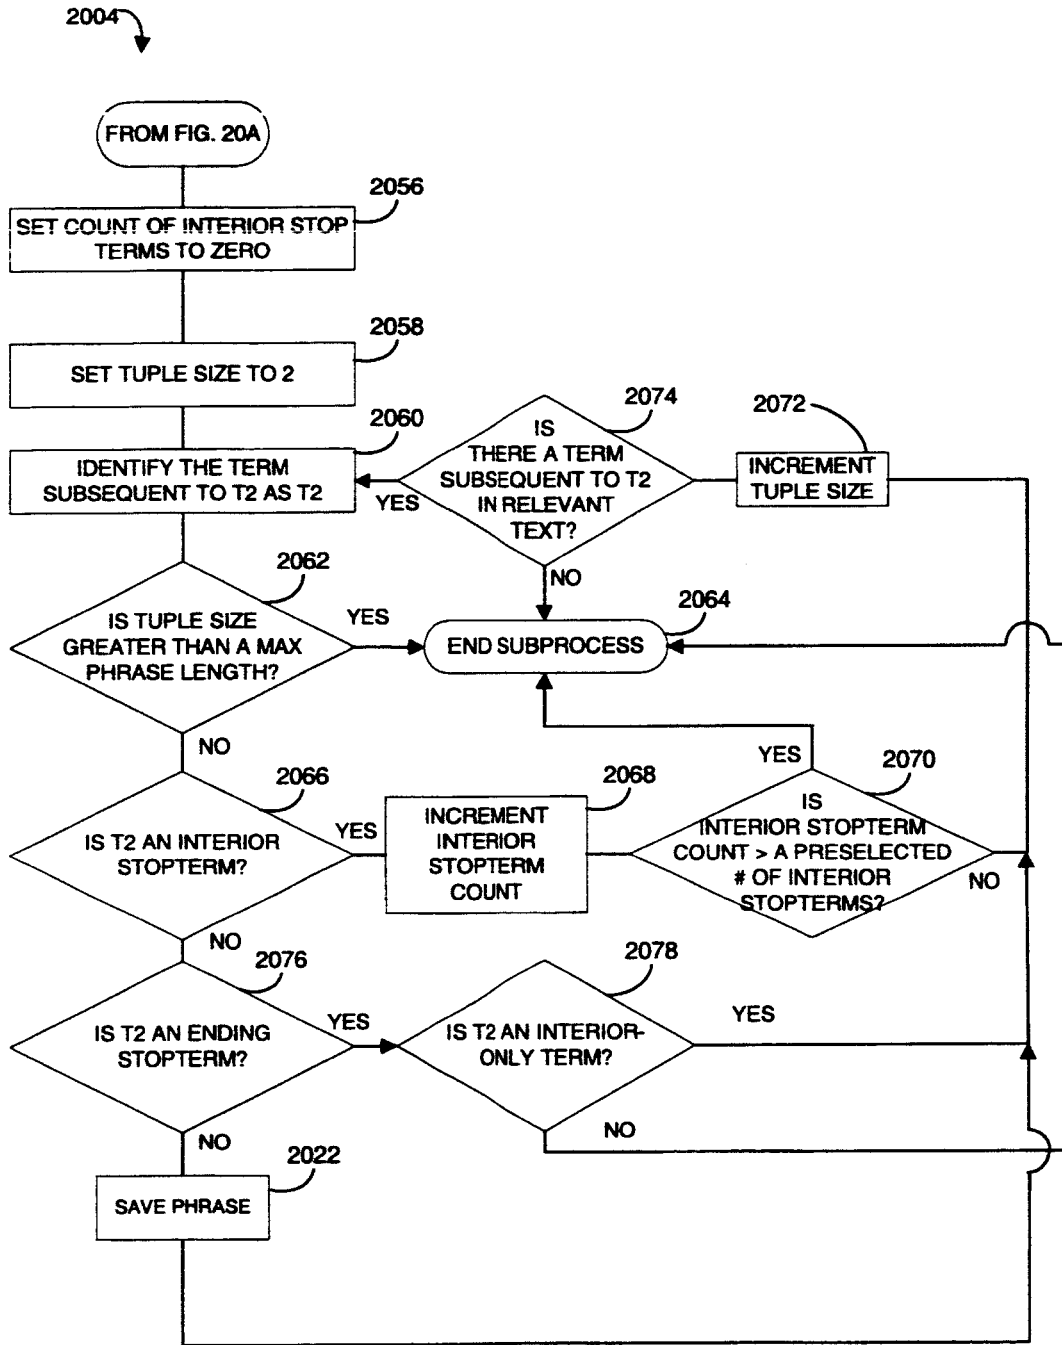 2004
FROM FIG. 20A
2056
SET COUNT OF INTERIOR STOP
TERMS TO ZERO
2058
SET TUPLE SIZE TO 2
2060
IDENTIFY THE TERM
SUBSEQUENT TO T2 AS T2
2074
IS
THERE A TERM
SUBSEQUENT TO T2
IN RELEVANT
TEXT?
YES
NO
2072
INCREMENT
TUPLE SIZE
2062
IS TUPLE SIZE
GREATER THAN A MAX
PHRASE LENGTH?
YES
NO
2064
END SUBPROCESS
2066
IS T2 AN INTERIOR
STOPTERM?
YES
NO
2068
INCREMENT
INTERIOR
STOPTERM
COUNT
YES
2070
IS
INTERIOR STOPTERM
COUNT > A PRESELECTED
# OF INTERIOR
STOPTERMS?
NO
2076
IS T2 AN ENDING
STOPTERM?
YES
NO
2078
IS T2 AN INTERIOR-
ONLY TERM?
YES
NO
2022
SAVE PHRASE